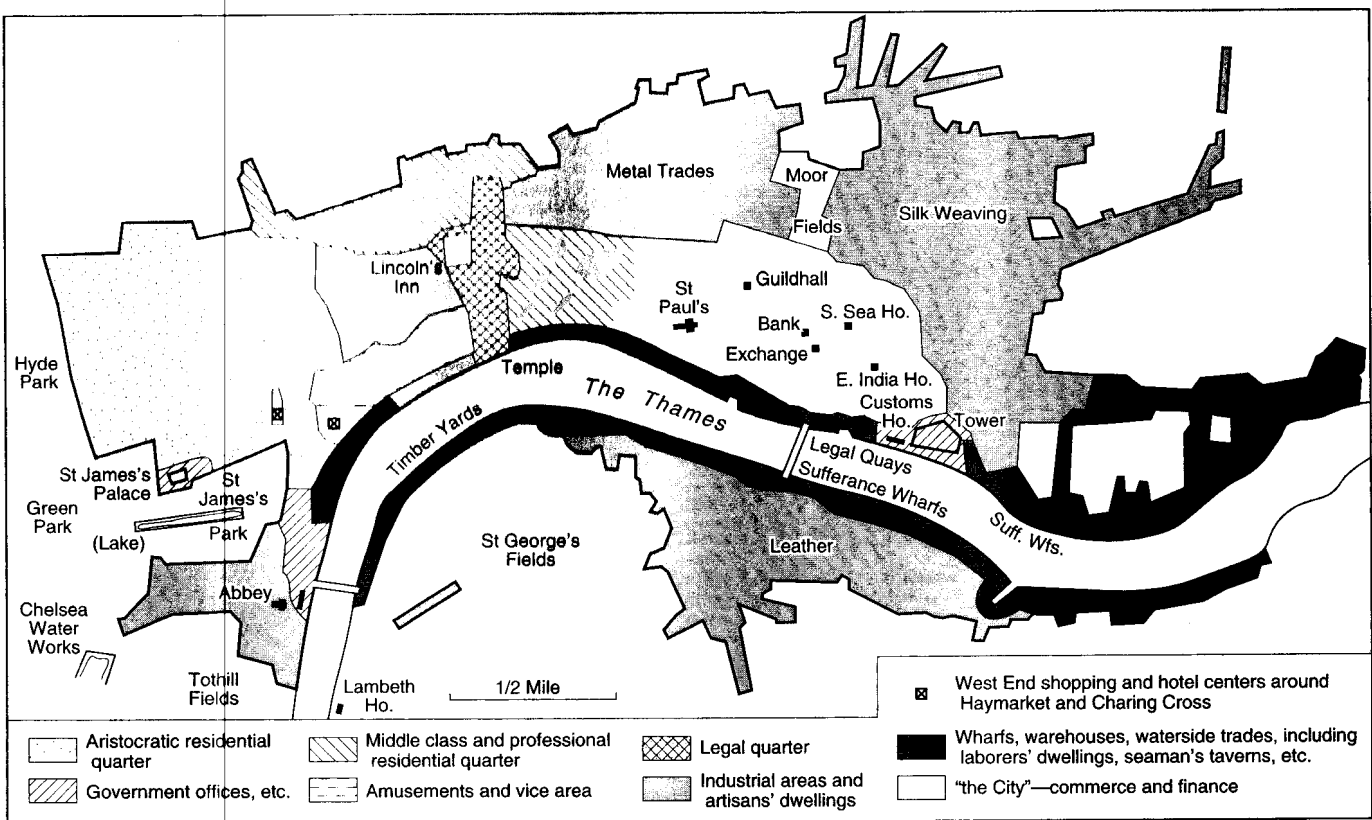 Metal Trades
Moor
Fields
Silk Weaving
Lincoln's
Inn
St
Paul's
Guildhall
S. Sea Ho.
Bank
Exchange
E. India Ho.
Customs
Ho.
Tower
Hyde
Park
Temple
The Thames
Timber Yards
Legal Quays
Sufferance Wharfs
Suff. Wfs.
St James's
Palace
St
James's
Park
Green
Park
(Lake)
St George's
Fields
Leather
Abbey
Chelsea
Water
Works
Tothill
Fields
Lambeth
Ho.
1/2 Mile
West End shopping and hotel centers around
Haymarket and Charing Cross
Aristocratic residential
quarter
Middle class and professional
residential quarter
Legal quarter
Wharfs, warehouses, waterside trades, including
laborers' dwellings, seaman's taverns, etc.
Government offices, etc.
Amusements and vice area
Industrial areas and
artisans' dwellings
"the City"—commerce and finance